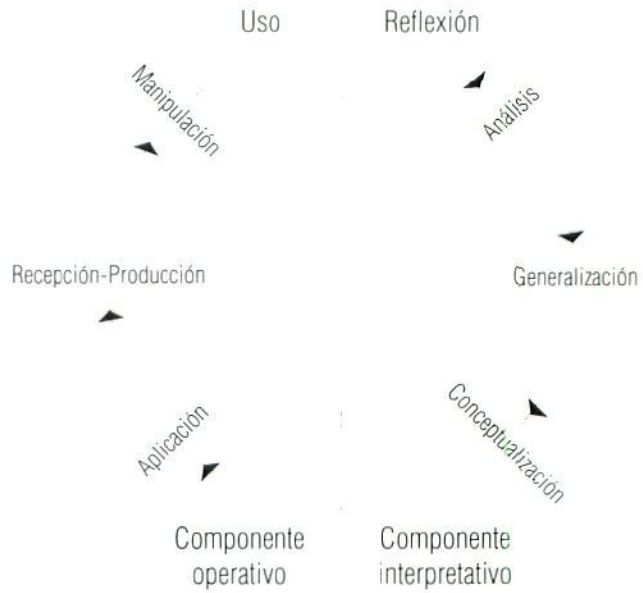 Uso
Reflexión
Manipulación
Análisis
Recepción-Producción
Generalización
Aplicación
Conceptualización
Componente
operativo
Componente
interpretativo